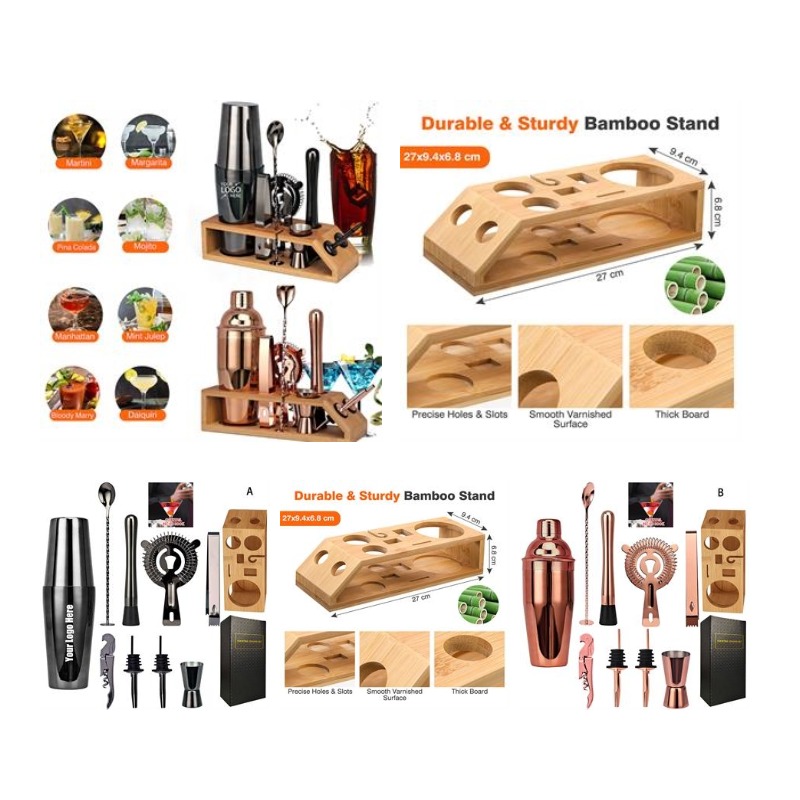 Durable & Sturdy Bamboo Stand
27x9.4x6.8 cm
9.4 cm
6.8 cm
27 cm
Martini
Margarita
Pina Colada
Mojito
Manhattan
Mint Julep
Bloody Marry
Daiquiri
YOUR
LOGO
HERE
Precise Holes & Slots
Smooth Varnished
Surface
Thick Board
A
Your Logo Here
Durable & Sturdy Bamboo Stand
27x9.4x6.8 cm
9.4 cm
6.8 cm
27 cm
Precise Holes & Slots
Smooth Varnished
Surface
Thick Board
B